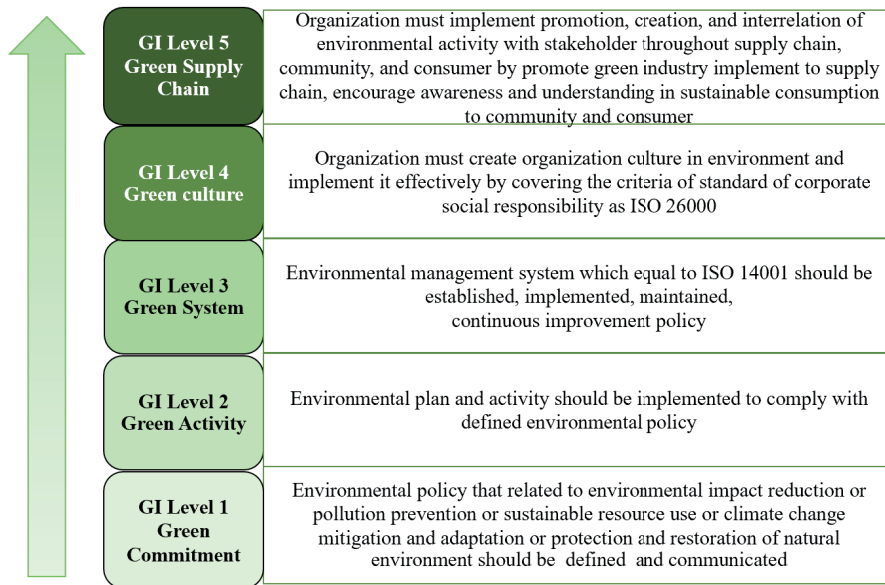 GI Level 5
Green Supply
Chain
Organization must implement promotion, creation, and interrelation of
environmental activity with stakeholder throughout supply chain,
community, and consumer by promote green industry implement to supply
chain, encourage awareness and understanding in sustainable consumption
to community and consumer
GI Level 4
Green culture
Organization must create organization culture in environment and
implement it effectively by covering the criteria of standard of corporate
social responsibility as ISO 26000
GI Level 3
Green System
Environmental management system which equal to ISO 14001 should be
established, implemented, maintained,
continuous improvement policy
GI Level 2
Green Activity
Environmental plan and activity should be implemented to comply with
defined environmental policy
GI Level 1
Green
Commitment
Environmental policy that related to environmental impact reduction or
pollution prevention or sustainable resource use or climate change
mitigation and adaptation or protection and restoration of natural
environment should be defined and communicated